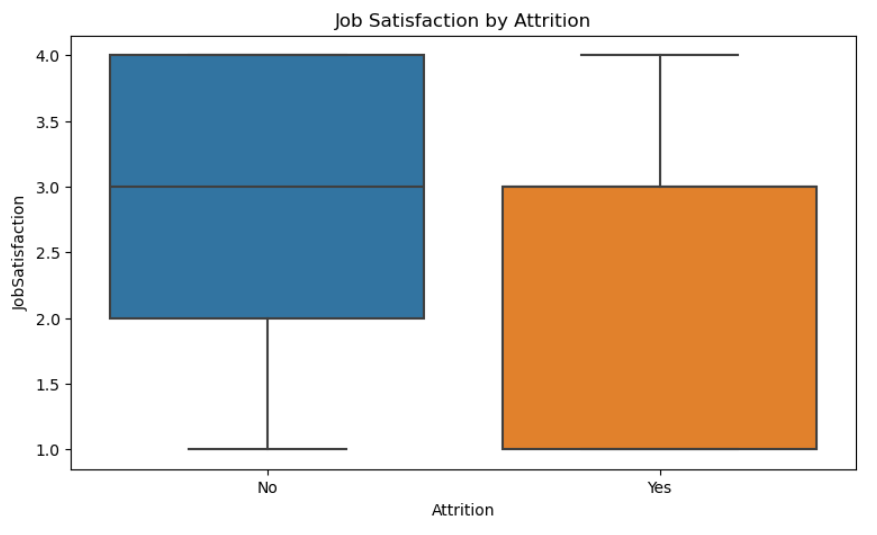 Job Satisfaction by Attrition
4.0
3.5
3.0
2.5
2.0
1.5
1.0
JobSatisfaction
No
Yes
Attrition